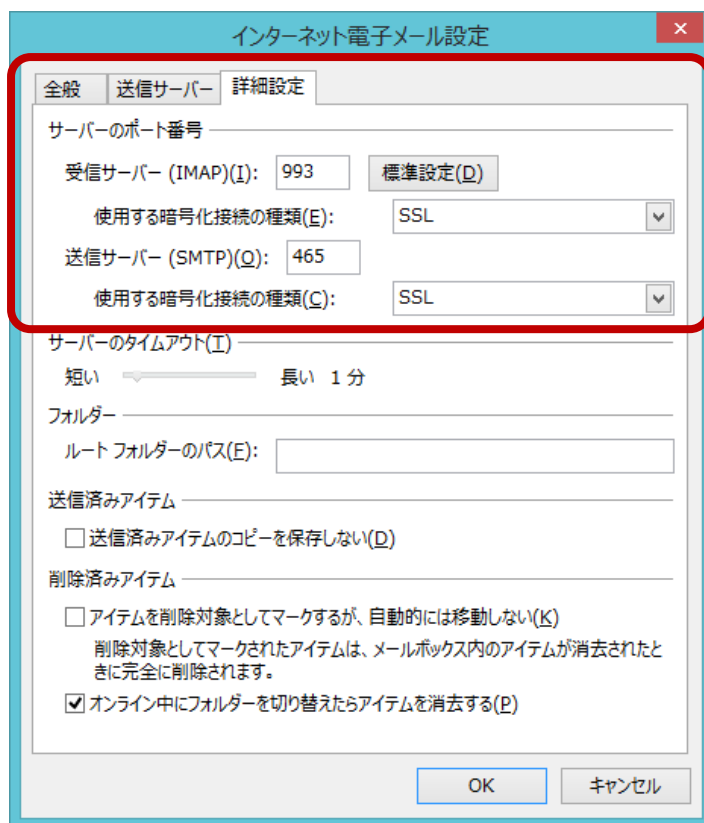 インターネット電子メール設定
全般 送信サーバー 詳細設定
サーバーのポート番号
受信サーバー (IMAP)(I): 993 標準設定(D)
使用する暗号化接続の種類(E): SSL
送信サーバー (SMTP)(O): 465
使用する暗号化接続の種類(C): SSL
サーバーのタイムアウト(T)
短い 長い 1 分
フォルダー
ルート フォルダーのパス(F):
送信済みアイテム
送信済みアイテムのコピーを保存しない(D)
削除済みアイテム
アイテムを削除対象としてマークするが、自動的には移動しない(K)
削除対象としてマークされたアイテムは、メールボックス内のアイテムが消去されたと
きに完全に削除されます。
オンライン中にフォルダーを切り替えたらアイテムを消去する(P)
OK キャンセル